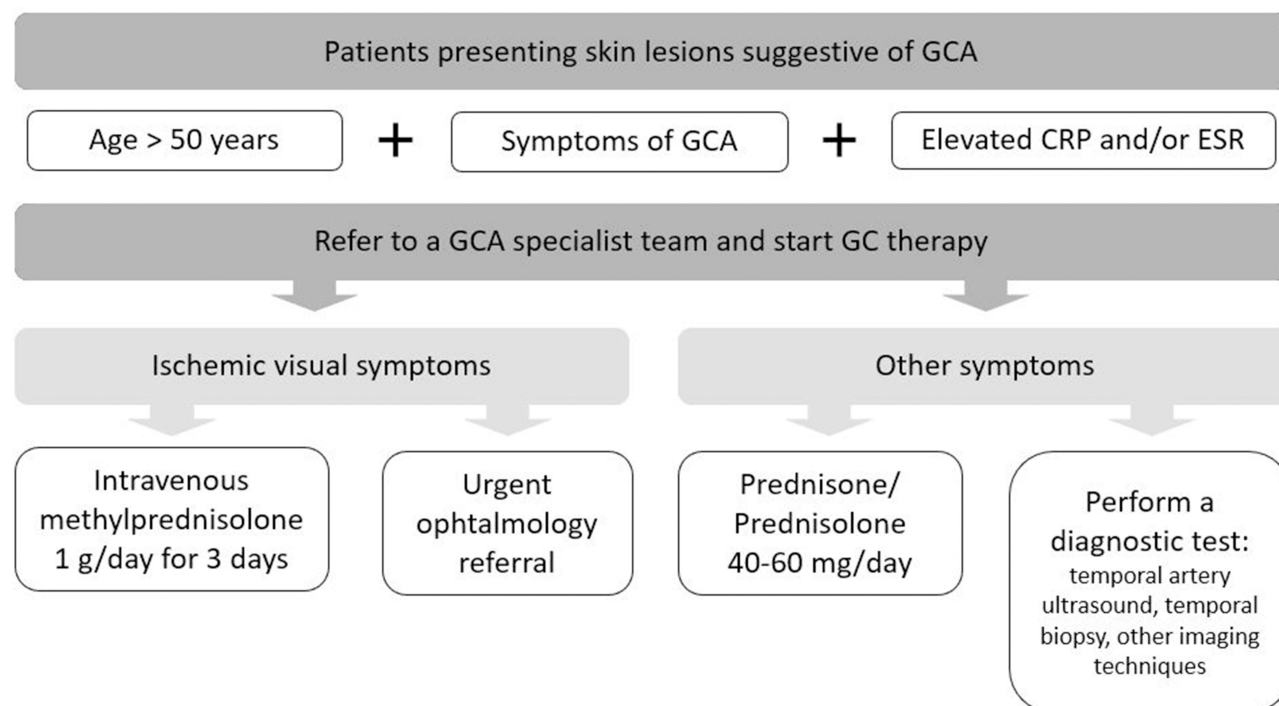 Patients presenting skin lesions suggestive of GCA
Age > 50 years
+
Symptoms of GCA
+
Elevated CRP and/or ESR
Refer to a GCA specialist team and start GC therapy
Ischemic visual symptoms
Other symptoms
Intravenous
methylprednisolone
1 g/day for 3 days
Urgent
ophtalmology
referral
Prednisone/
Prednisolone
40-60 mg/day
Perform a
diagnostic test:
temporal artery
ultrasound, temporal
biopsy, other imaging
techniques